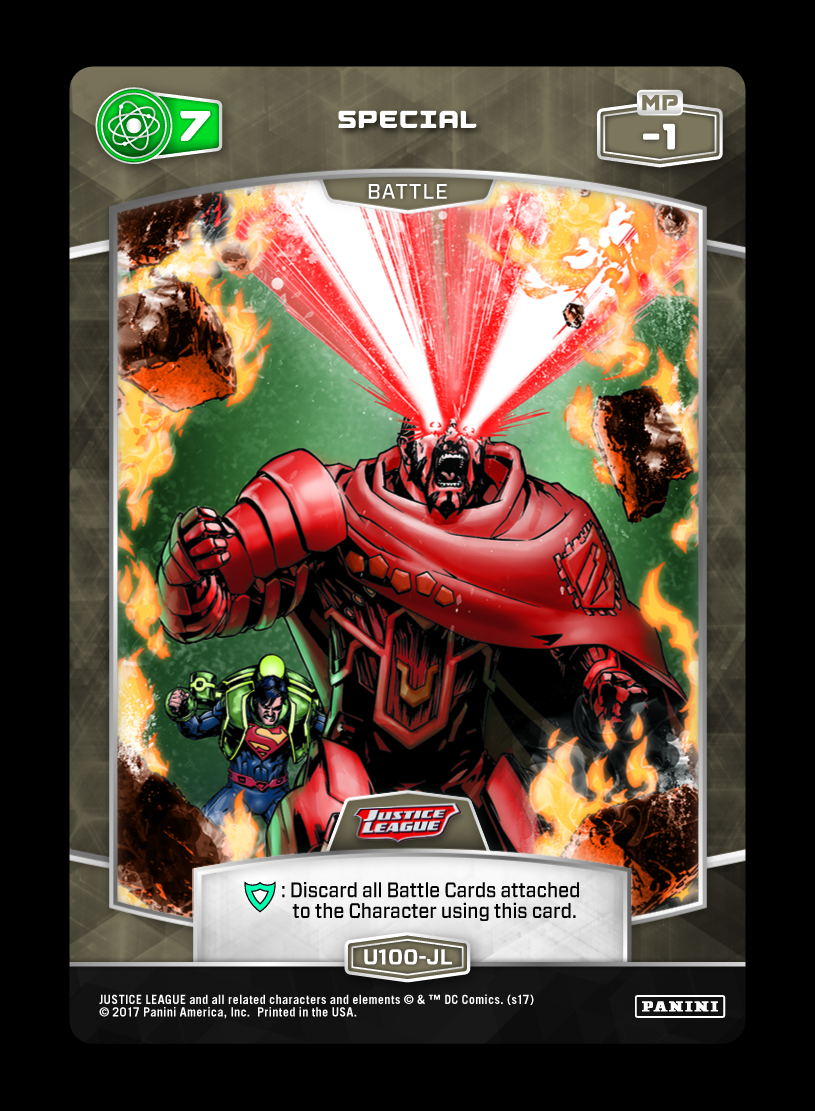 7
SPECIAL
MP
-1
BATTLE
JUSTICE
LEAGUE
: Discard all Battle Cards attached
to the Character using this card.
U100-JL
JUSTICE LEAGUE and all related characters and elements © & ™ DC Comics. (s17)
© 2017 Panini America, Inc. Printed in the USA.
PANINI